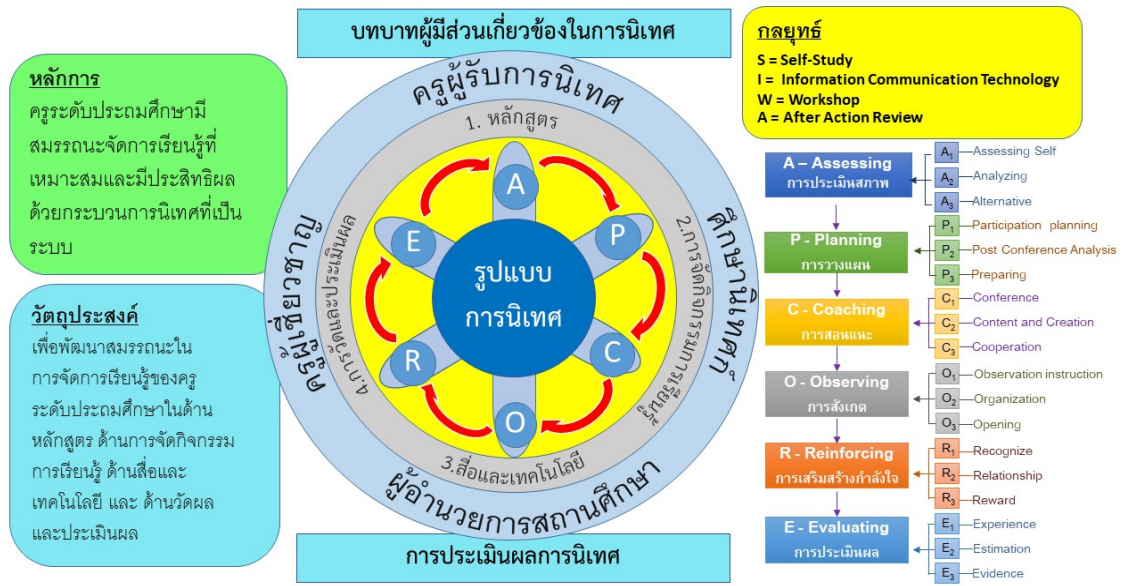 บทบาทผู้มีส่วนเกี่ยวข้องในการนิเทศ
หลักการ
ครูระดับประถมศึกษามี
สมรรถนะจัดการเรียนรู้ที่
เหมาะสมและมีประสิทธิผล
ด้วยกระบวนการนิเทศที่เป็น
ระบบ
วัตถุประสงค์
เพื่อพัฒนาสมรรถนะใน
การจัดการเรียนรู้ของครู
ระดับประถมศึกษาในด้าน
หลักสูตร ด้านการจัดกิจกรรม
การเรียนรู้ ด้านสื่อและ
เทคโนโลยี และ ด้านวัดผล
และประเมินผล
ครูผู้รับการนิเทศ
ศึกษานิเทศก์
ผู้อำนวยการสถานศึกษา
ครูผู้เชี่ยวชาญ
1. หลักสูตร
2.การจัดกิจกรรมการเรียนรู้
3.สื่อและเทคโนโลยี
4.การวัดและประเมินผล
A
P
C
O
R
E
รูปแบบ
การนิเทศ
การประเมินผลการนิเทศ
กลยุทธ์
S = Self-Study
I = Information Communication Technology
W = Workshop
A = After Action Review
A – Assessing
การประเมินสภาพ
A1 Assessing Self
A2 Analyzing
A3 Alternative
P - Planning
การวางแผน
P1 Participation planning
P2 Post Conference Analysis
P3 Preparing
C - Coaching
การสอนแนะ
C1 Conference
C2 Content and Creation
C3 Cooperation
O - Observing
การสังเกต
O1 Observation instruction
O2 Organization
O3 Opening
R - Reinforcing
การเสริมสร้างกำลังใจ
R1 Recognize
R2 Relationship
R3 Reward
E - Evaluating
การประเมินผล
E1 Experience
E2 Estimation
E3 Evidence